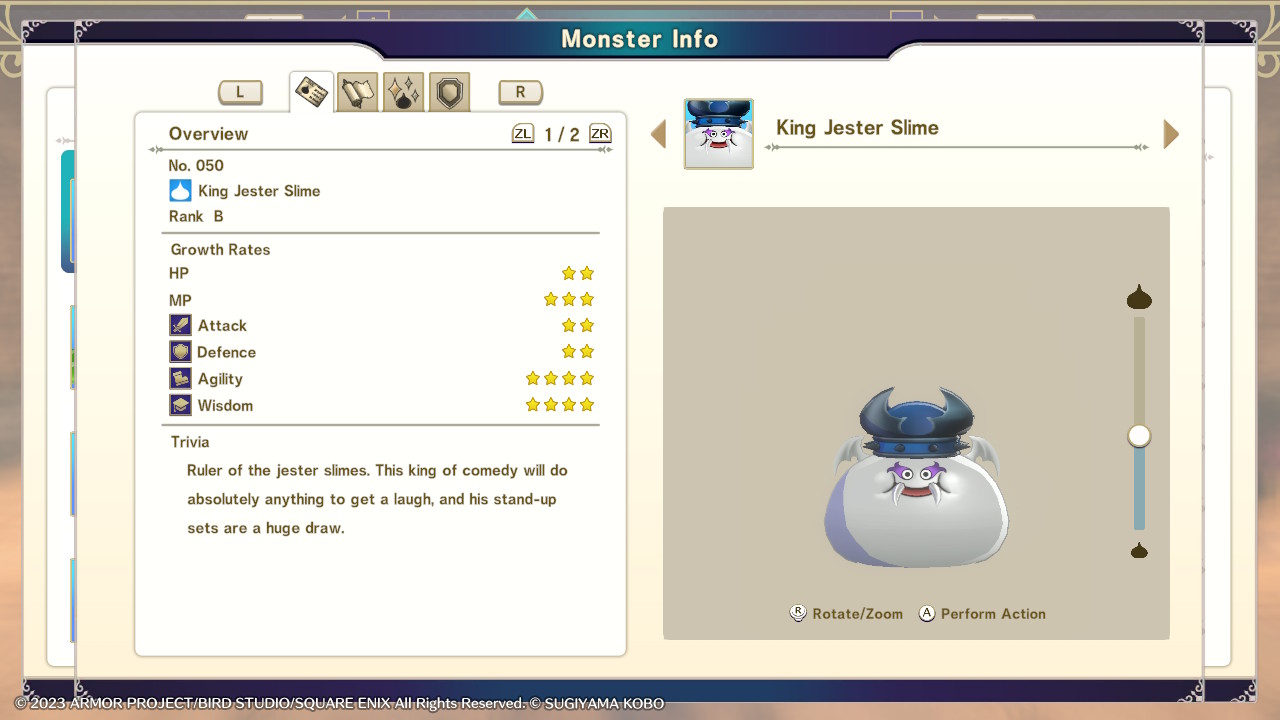 Monster Info
L
R
Overview
ZL 1 / 2 ZR
No. 050
King Jester Slime
Rank B
Growth Rates
HP
MP
Attack
Defence
Agility
Wisdom
Trivia
Ruler of the jester slimes. This king of comedy will do
absolutely anything to get a laugh, and his stand-up
sets are a huge draw.
King Jester Slime
R Rotate/Zoom A Perform Action
© 2023 ARMOR PROJECT/BIRD STUDIO/SQUARE ENIX All Rights Reserved. © SUGIYAMA KOBO